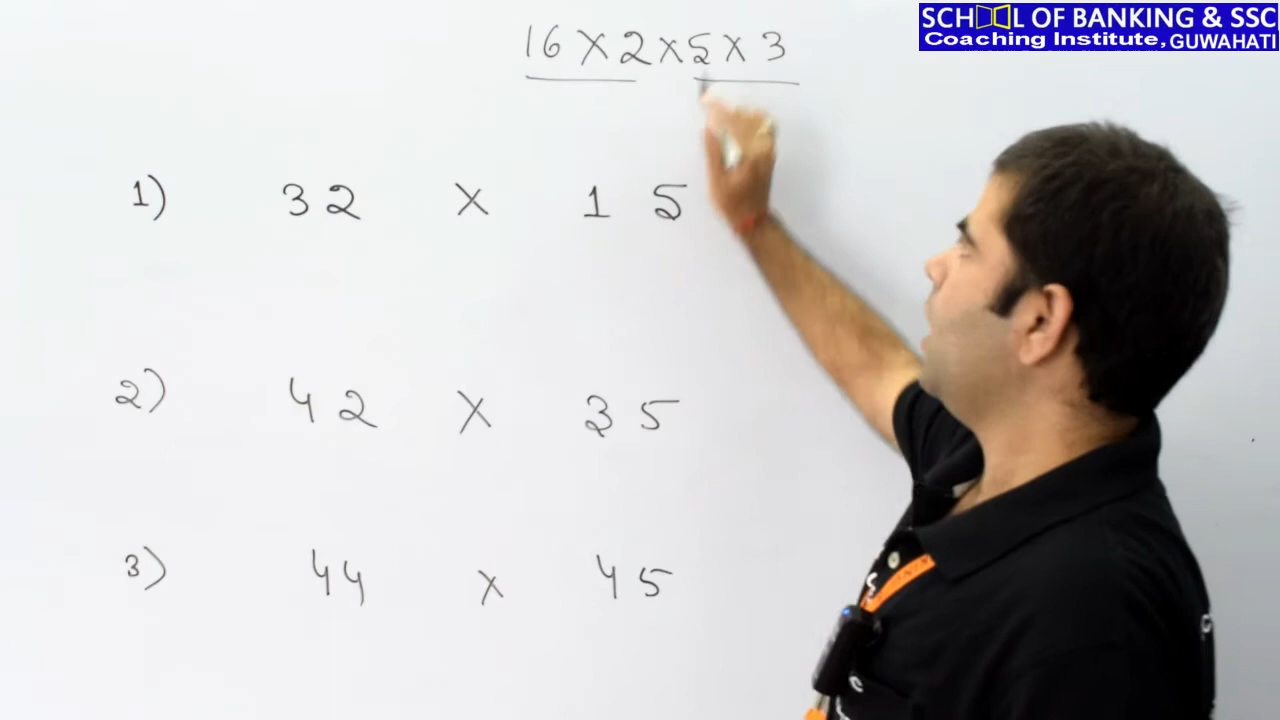 SCHOOL OF BANKING & SSC
Coaching Institute, GUWAHATI
16 X 2 X 5 X 3
1) 32 X 15
2) 42 X 35
3) 44 X 45